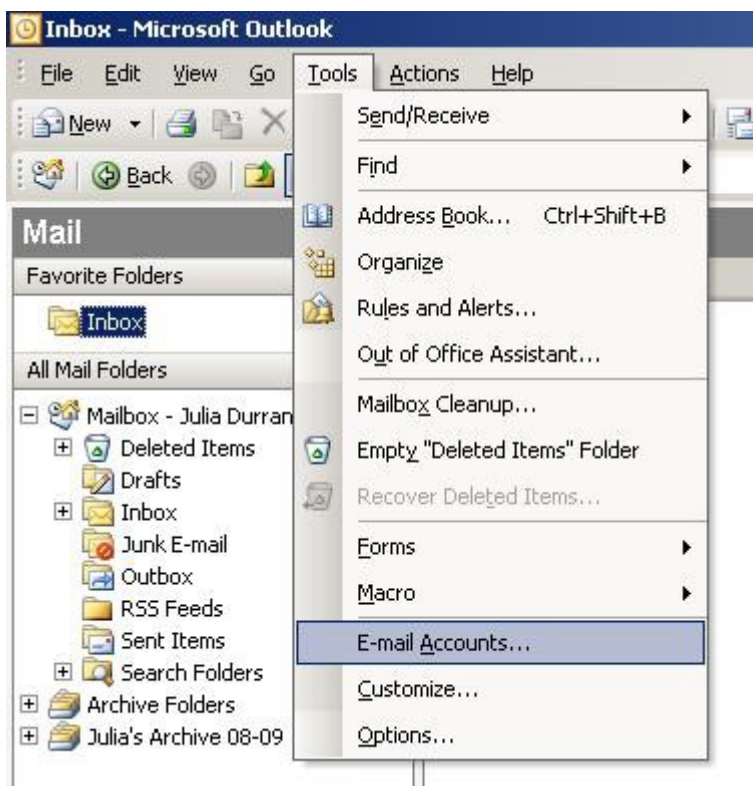 Inbox - Microsoft Outlook
File Edit View Go Tools Actions Help
New
Back
Send/Receive
Find
Address Book... Ctrl+Shift+B
Organize
Rules and Alerts...
Out of Office Assistant...
Mailbox Cleanup...
Empty "Deleted Items" Folder
Recover Deleted Items...
Forms
Macro
E-mail Accounts...
Customize...
Options...
Mail
Favorite Folders
Inbox
All Mail Folders
Mailbox - Julia Durran
Deleted Items
Drafts
Inbox
Junk E-mail
Outbox
RSS Feeds
Sent Items
Search Folders
Archive Folders
Julia's Archive 08-09